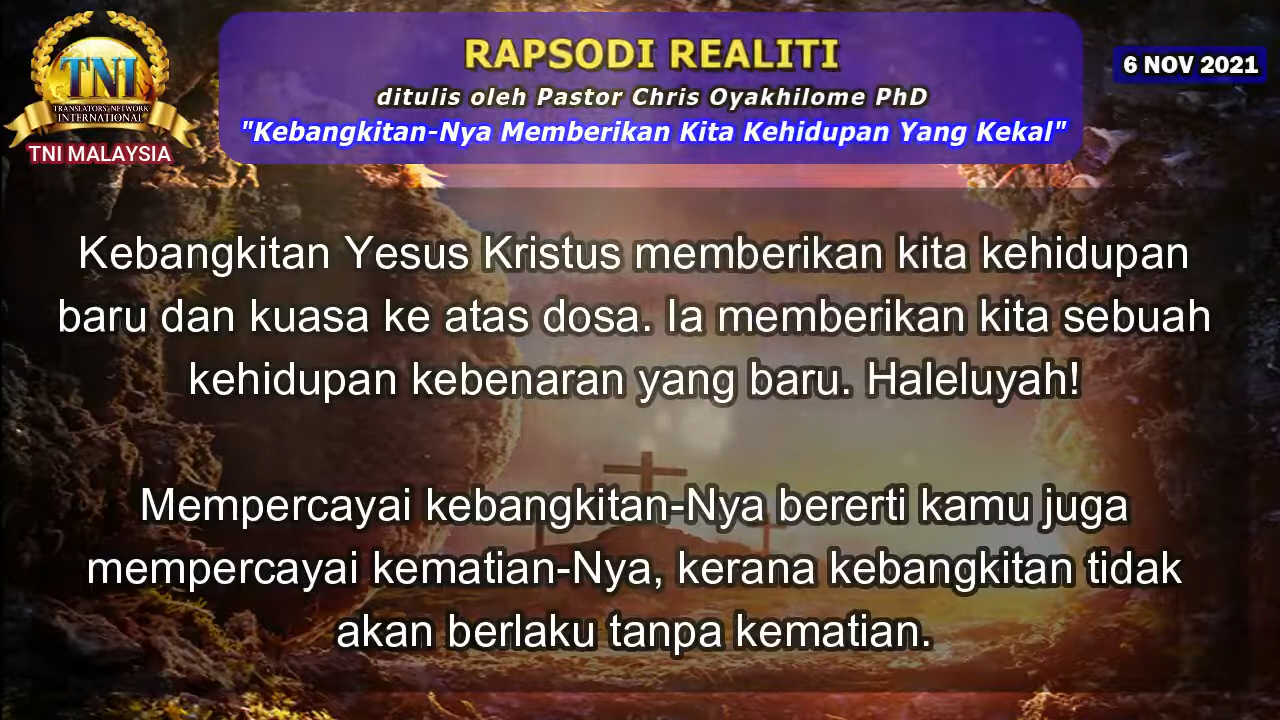 TNI
TRANSLATORS' NETWORK
INTERNATIONAL
TNI MALAYSIA
RAPSODI REALITI
ditulis oleh Pastor Chris Oyakhilome PhD
"Kebangkitan-Nya Memberikan Kita Kehidupan Yang Kekal"
6 NOV 2021
Kebangkitan Yesus Kristus memberikan kita kehidupan
baru dan kuasa ke atas dosa. Ia memberikan kita sebuah
kehidupan kebenaran yang baru. Haleluyah!
Mempercayai kebangkitan-Nya bererti kamu juga
mempercayai kematian-Nya, kerana kebangkitan tidak
akan berlaku tanpa kematian.